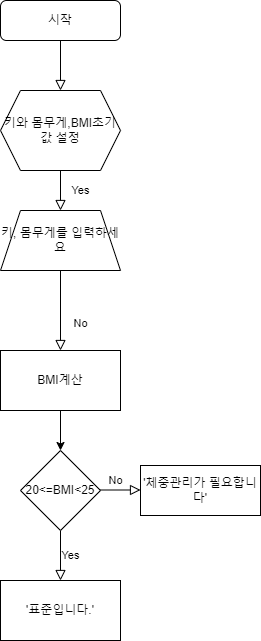 시작
키와 몸무게,BMI초기
값 설정
Yes
키, 몸무게를 입력하세
요
No
BMI계산
20<=BMI<25
No
'체중관리가 필요합니
다'
Yes
'표준입니다.'